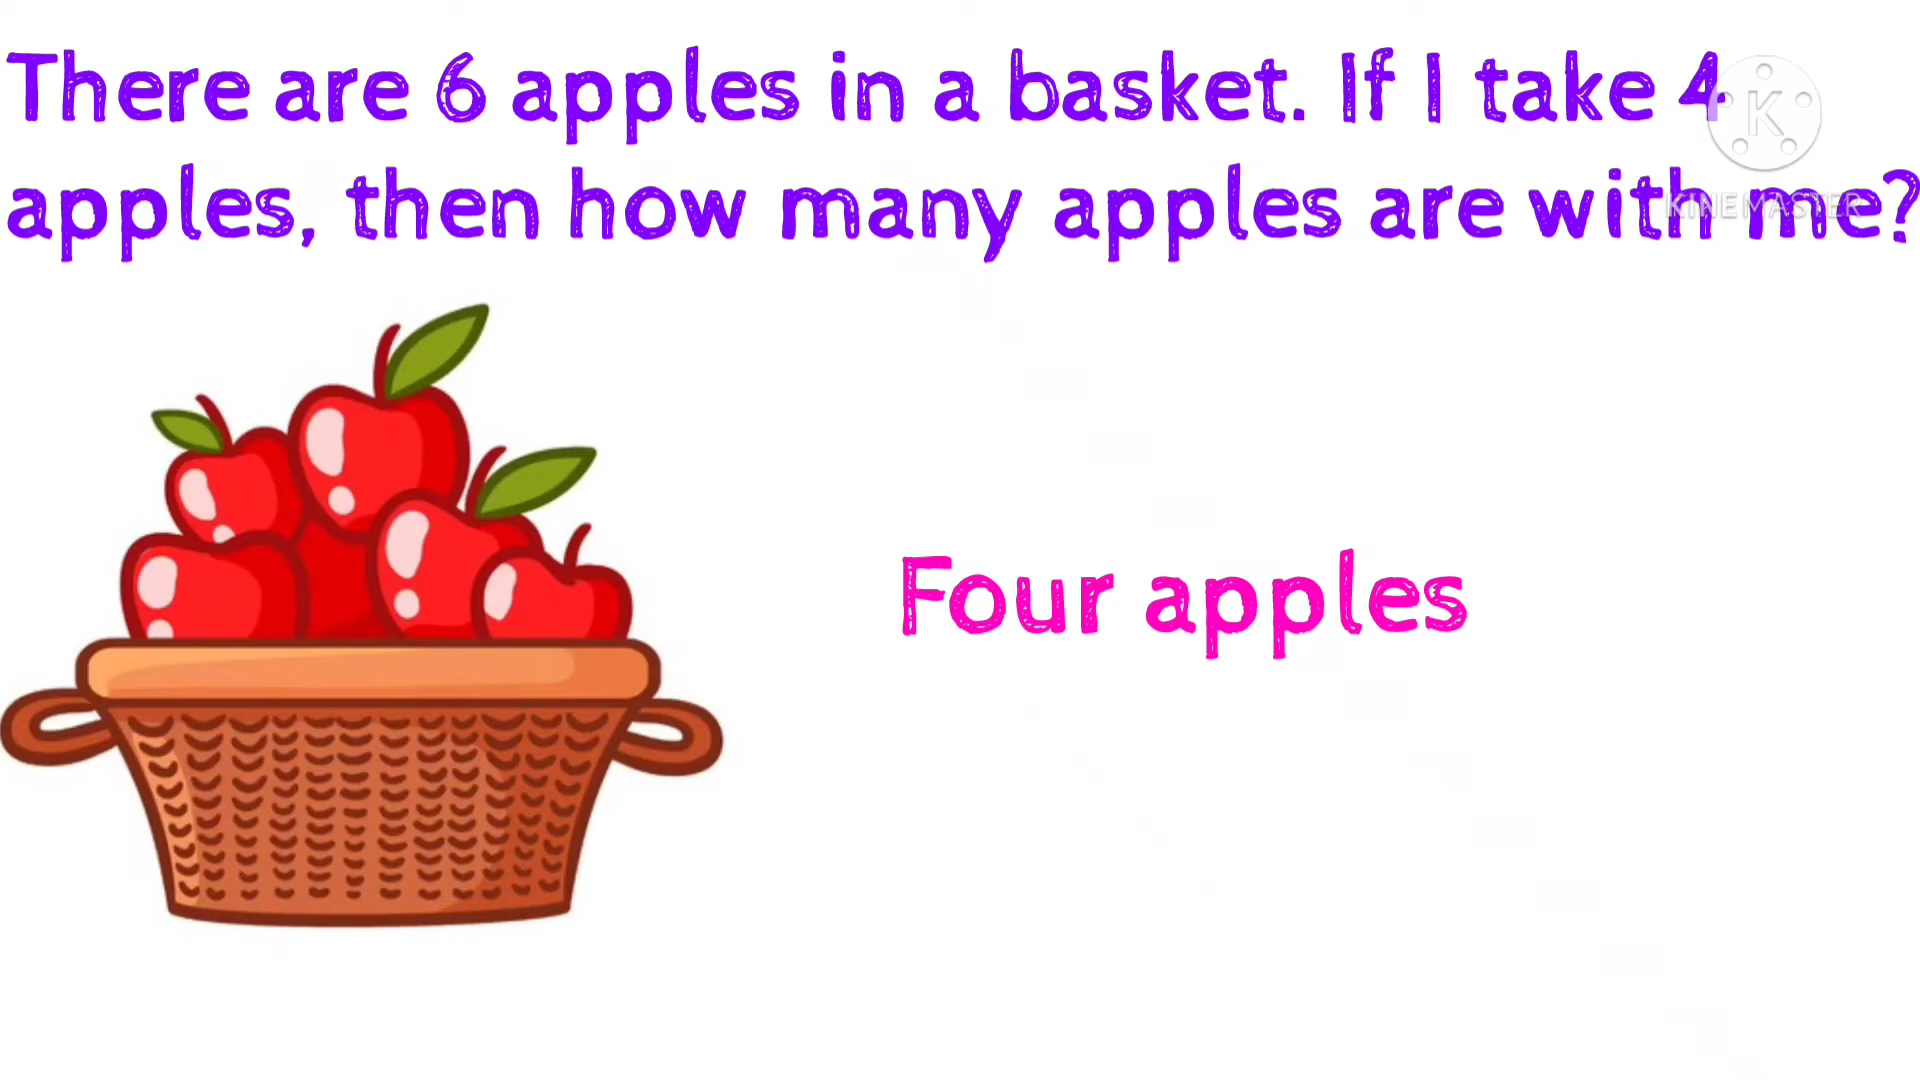 There are 6 apples in a basket. If I take 4
apples, then how many apples are with me?
K
KINEMASTER
Four apples